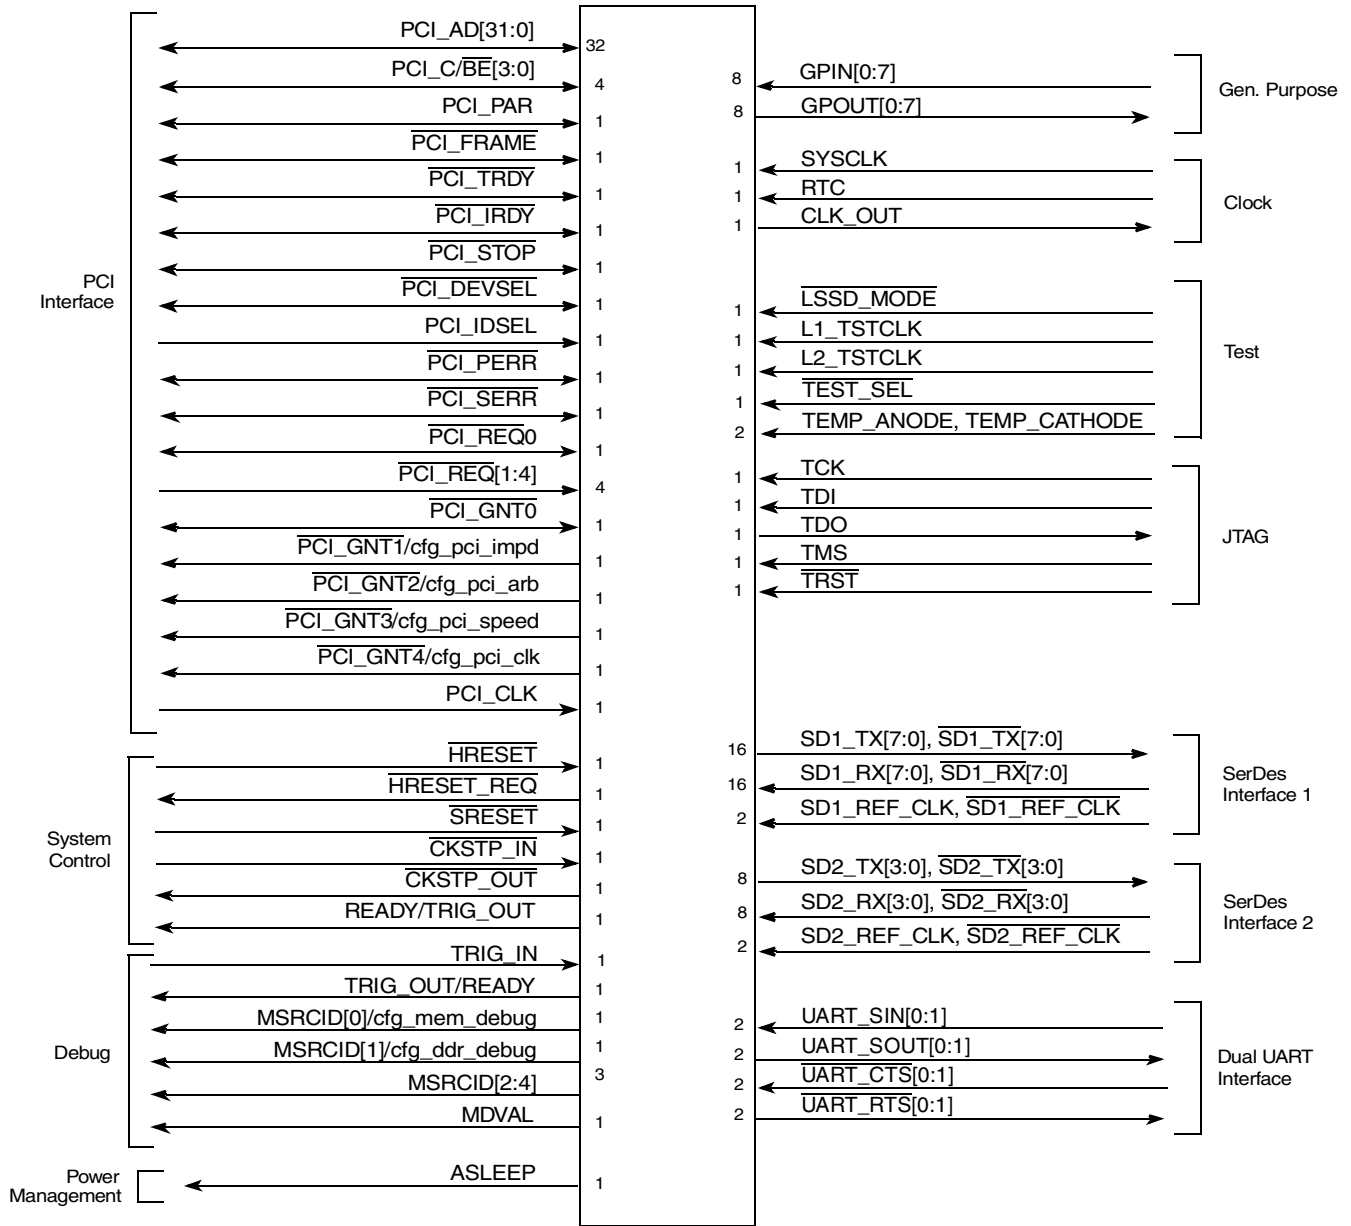 PCI
Interface
PCI_AD[31:0]
32
PCI_C/BE[3:0]
4
PCI_PAR
1
PCI_FRAME
1
PCI_TRDY
1
PCI_IRDY
1
PCI_STOP
1
PCI_DEVSEL
1
PCI_IDSEL
1
PCI_PERR
1
PCI_SERR
1
PCI_REQ0
1
PCI_REQ[1:4]
4
PCI_GNT0
1
PCI_GNT1/cfg_pci_impd
1
PCI_GNT2/cfg_pci_arb
1
PCI_GNT3/cfg_pci_speed
1
PCI_GNT4/cfg_pci_clk
1
PCI_CLK
1
System
Control
HRESET
1
HRESET_REQ
1
SRESET
1
CKSTP_IN
1
CKSTP_OUT
1
READY/TRIG_OUT
1
Debug
TRIG_IN
1
TRIG_OUT/READY
1
MSRCID[0]/cfg_mem_debug
1
MSRCID[1]/cfg_ddr_debug
1
MSRCID[2:4]
3
MDVAL
1
Power
Management
ASLEEP
1
8
GPIN[0:7]
8
GPOUT[0:7]
Gen. Purpose
1
SYSCLK
1
RTC
1
CLK_OUT
Clock
1
LSSD_MODE
1
L1_TSTCLK
1
L2_TSTCLK
1
TEST_SEL
2
TEMP_ANODE, TEMP_CATHODE
Test
1
TCK
1
TDI
1
TDO
1
TMS
1
TRST
JTAG
16
SD1_TX[7:0], SD1_TX[7:0]
16
SD1_RX[7:0], SD1_RX[7:0]
2
SD1_REF_CLK, SD1_REF_CLK
SerDes
Interface 1
8
SD2_TX[3:0], SD2_TX[3:0]
8
SD2_RX[3:0], SD2_RX[3:0]
2
SD2_REF_CLK, SD2_REF_CLK
SerDes
Interface 2
2
UART_SIN[0:1]
2
UART_SOUT[0:1]
2
UART_CTS[0:1]
2
UART_RTS[0:1]
Dual UART
Interface